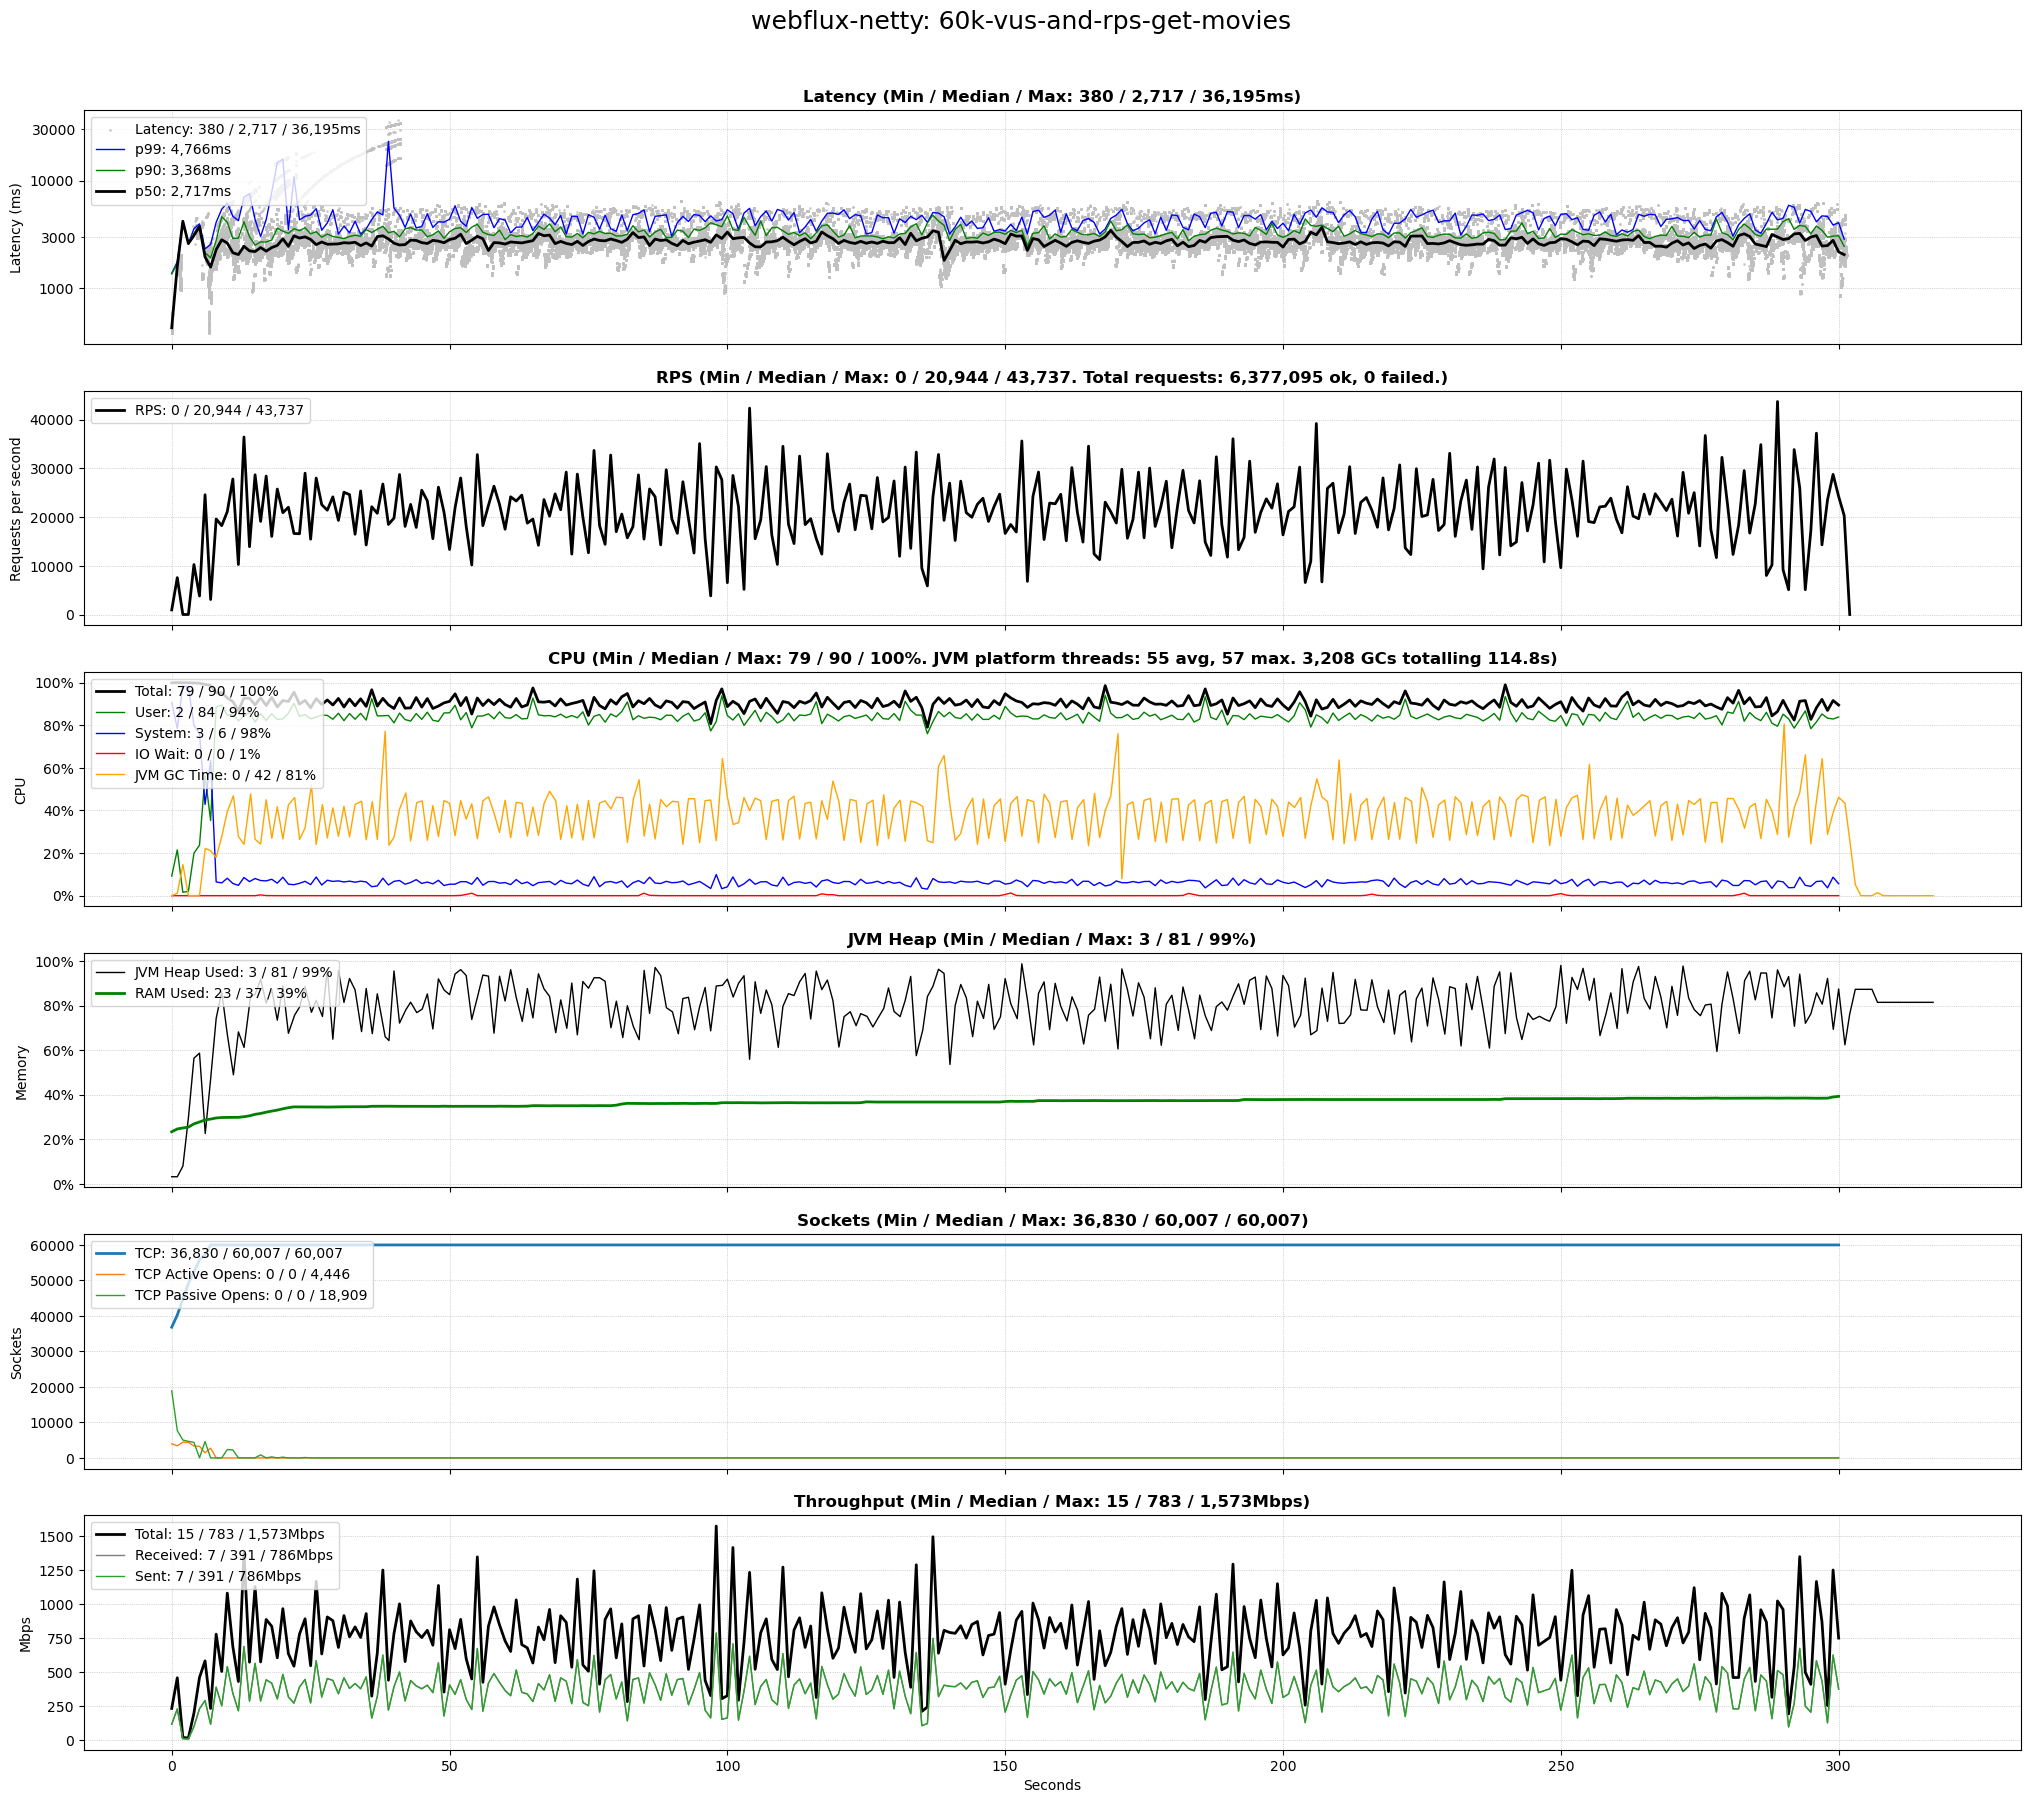 webflux-netty: 60k-vus-and-rps-get-movies
Latency (Min / Median / Max: 380 / 2,717 / 36,195ms)
Latency (ms)
30000
10000
3000
1000
Latency: 380 / 2,717 / 36,195ms
p99: 4,766ms
p90: 3,368ms
p50: 2,717ms
RPS (Min / Median / Max: 0 / 20,944 / 43,737. Total requests: 6,377,095 ok, 0 failed.)
Requests per second
40000
30000
20000
10000
0
RPS: 0 / 20,944 / 43,737
CPU (Min / Median / Max: 79 / 90 / 100%. JVM platform threads: 55 avg, 57 max. 3,208 GCs totalling 114.8s)
CPU
100%
80%
60%
40%
20%
0%
Total: 79 / 90 / 100%
User: 2 / 84 / 94%
System: 3 / 6 / 98%
IO Wait: 0 / 0 / 1%
JVM GC Time: 0 / 42 / 81%
JVM Heap (Min / Median / Max: 3 / 81 / 99%)
Memory
100%
80%
60%
40%
20%
0%
JVM Heap Used: 3 / 81 / 99%
RAM Used: 23 / 37 / 39%
Sockets (Min / Median / Max: 36,830 / 60,007 / 60,007)
Sockets
60000
50000
40000
30000
20000
10000
0
TCP: 36,830 / 60,007 / 60,007
TCP Active Opens: 0 / 0 / 4,446
TCP Passive Opens: 0 / 0 / 18,909
Throughput (Min / Median / Max: 15 / 783 / 1,573Mbps)
Mbps
1500
1250
1000
750
500
250
0
Total: 15 / 783 / 1,573Mbps
Received: 7 / 391 / 786Mbps
Sent: 7 / 391 / 786Mbps
0 50 100 150 200 250 300
Seconds